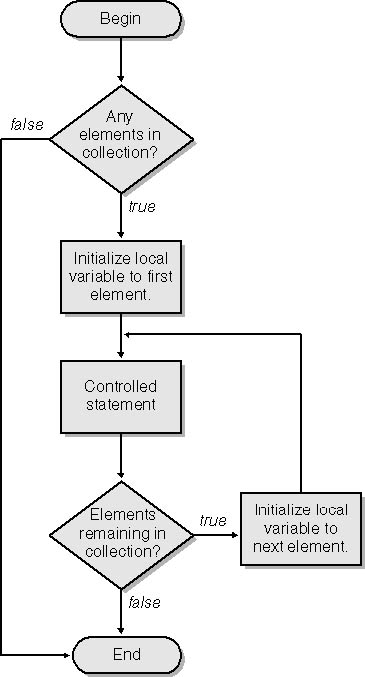 Begin
false
Any
elements in
collection?
true
Initialize local
variable to first
element.
Controlled
statement
Elements
remaining in
collection?
true
Initialize local
variable to
next element.
false
End